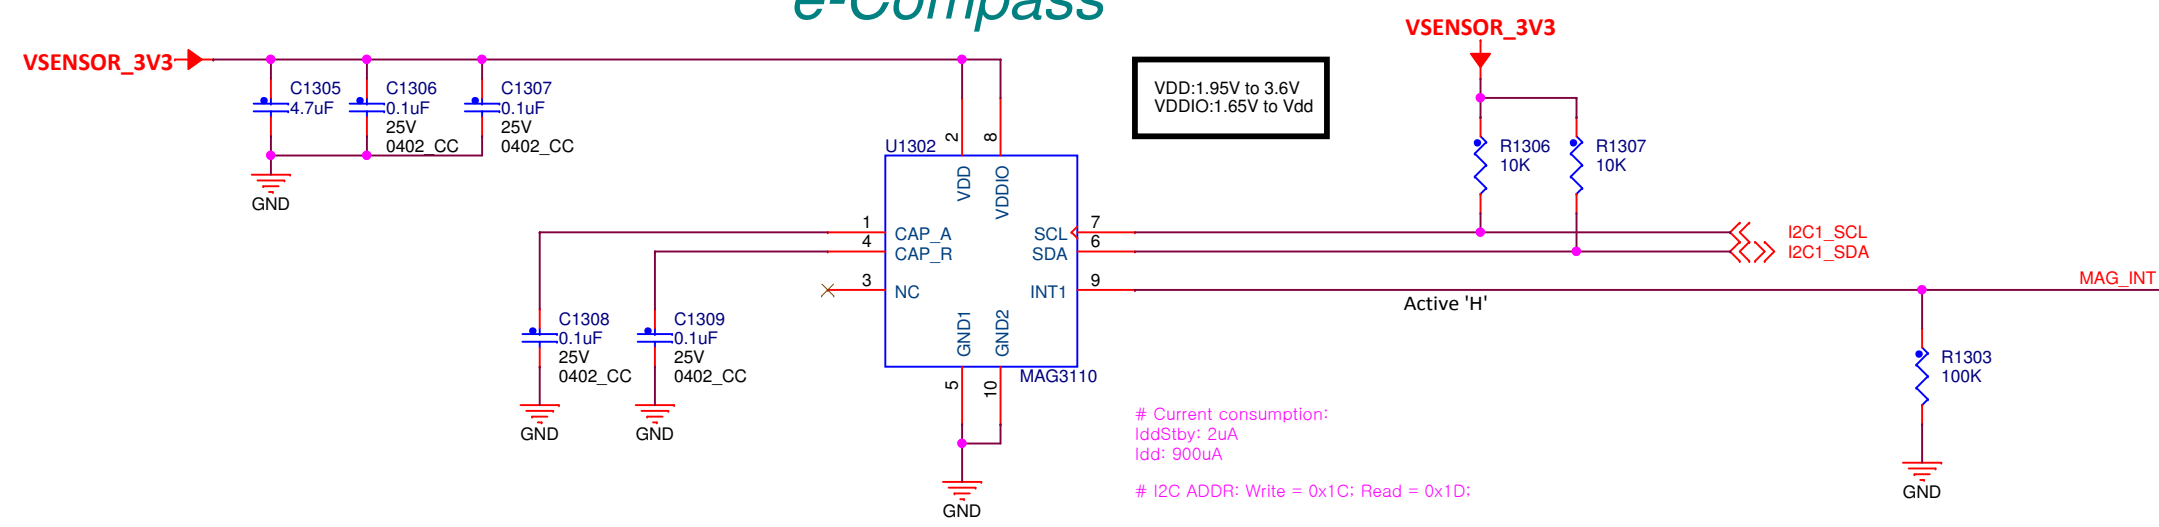 e-Compass
VSENSOR_3V3
C1305
4.7uF
C1306
0.1uF
25V
0402_CC
C1307
0.1uF
25V
0402_CC
GND
VDD:1.95V to 3.6V
VDDIO:1.65V to Vdd
VSENSOR_3V3
R1306
10K
R1307
10K
U1302
2
8
VDD
VDDIO
1
CAP_A
4
CAP_R
3
NC
SCL
7
SDA
6
INT1
9
GND1
GND2
5
10
MAG3110
GND
I2C1_SCL
I2C1_SDA
MAG_INT
Active 'H'
C1308
0.1uF
25V
0402_CC
GND
C1309
0.1uF
25V
0402_CC
GND
R1303
100K
GND
# Current consumption:
IddStby: 2uA
Idd: 900uA
# I2C ADDR: Write = 0x1C; Read = 0x1D;